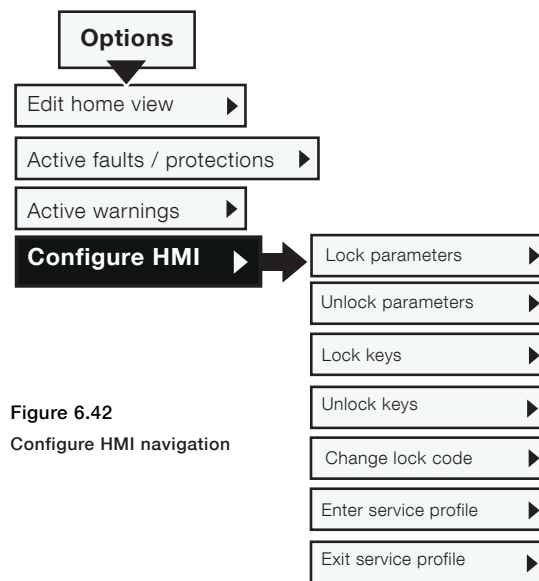 Options
Edit home view
Active faults / protections
Active warnings
Configure HMI
Lock parameters
Unlock parameters
Lock keys
Unlock keys
Change lock code
Enter service profile
Exit service profile
Figure 6.42
Configure HMI navigation